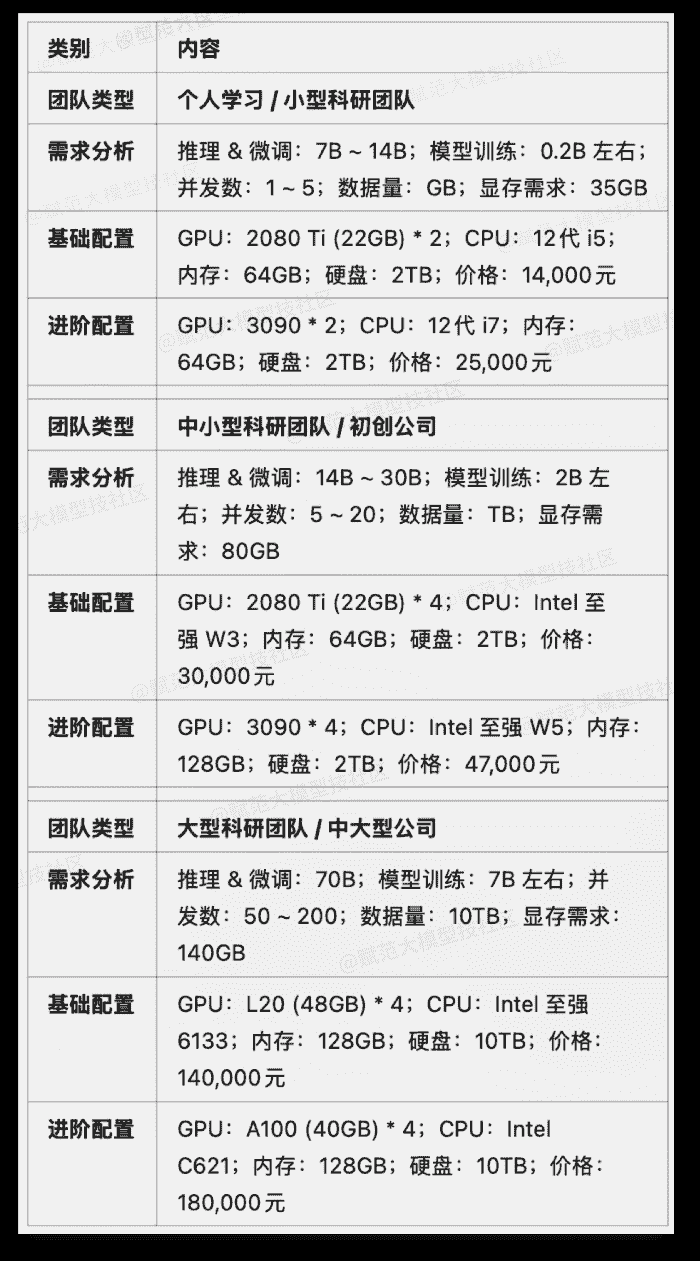 类别 内容
团队类型 个人学习 / 小型科研团队
需求分析 推理 & 微调：7B ~ 14B；模型训练：0.2B 左右；
并发数：1 ~ 5；数据量：GB；显存需求：35GB
基础配置 GPU：2080 Ti (22GB) * 2；CPU：12代 i5；
内存：64GB；硬盘：2TB；价格：14,000元
进阶配置 GPU：3090 * 2；CPU：12代 i7；内存：
64GB；硬盘：2TB；价格：25,000元
团队类型 中小型科研团队 / 初创公司
需求分析 推理 & 微调：14B ~ 30B；模型训练：2B 左
右；并发数：5 ~ 20；数据量：TB；显存需
求：80GB
基础配置 GPU：2080 Ti (22GB) * 4；CPU：Intel 至
强 W3；内存：64GB；硬盘：2TB；价格：
30,000元
进阶配置 GPU：3090 * 4；CPU：Intel 至强 W5；内存：
128GB；硬盘：2TB；价格：47,000元
团队类型 大型科研团队 / 中大型公司
需求分析 推理 & 微调：70B；模型训练：7B 左右；并
发数：50 ~ 200；数据量：10TB；显存需求：
140GB
基础配置 GPU：L20 (48GB) * 4；CPU：Intel 至强
6133；内存：128GB；硬盘：10TB；价格：
140,000元
进阶配置 GPU：A100 (40GB) * 4；CPU：Intel
C621；内存：128GB；硬盘：10TB；价格：
180,000元
@赋范大模型技社区